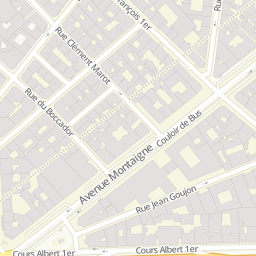 François 1er
Rue Clément Marot
Rue du Boccador
Couloir de Bus
Avenue Montaigne
Rue Jean Goujon
Cours Albert 1er
Cours Albert 1er